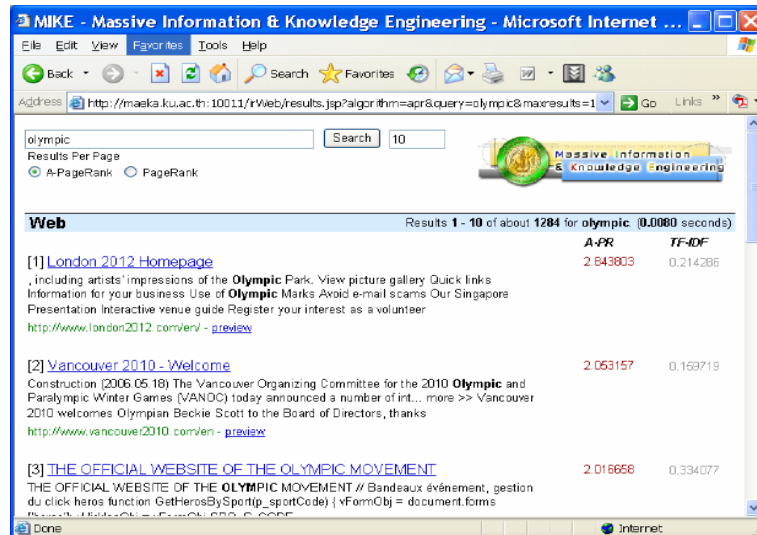 MIKE - Massive Information & Knowledge Engineering - Microsoft Internet ...
File Edit View Favorites Tools Help
Back Search Favorites
Address http://maeka.ku.ac.th:10011/rWeb/results.jsp?algorithm=apr&query=olympic&maxresults=1 Go Links »
olympic Search 10
Results Per Page
A-PageRank PageRank
Massive Information
& Knowledge Engineering
Web Results 1 - 10 of about 1284 for olympic. (0.0080 seconds)
A-PR TF-IDF
[1] London 2012 Homepage 2.843803 0.214286
, including artists' impressions of the Olympic Park. View picture gallery Quick links
Information for your business Use of Olympic Marks Avoid e-mail scams Our Singapore
Presentation Interactive venue guide Register your interest as a volunteer
http://www.london2012.com/en/ - preview
[2] Vancouver 2010 - Welcome 2.053157 0.159719
Construction (2006.05.18) The Vancouver Organizing Committee for the 2010 Olympic and
Paralympic Winter Games (VANOC) today announced a number of int... more >> Vancouver
2010 welcomes Olympian Beckie Scott to the Board of Directors, thanks
http://www.vancouver2010.com/en - preview
[3] THE OFFICIAL WEBSITE OF THE OLYMPIC MOVEMENT 2.016658 0.334077
THE OFFICIAL WEBSITE OF THE OLYMPIC MOVEMENT // Bandeaux événement, gestion
du click heros function GetHerosBySport(p_sportCode) { vFormObj = document.forms
Done Internet